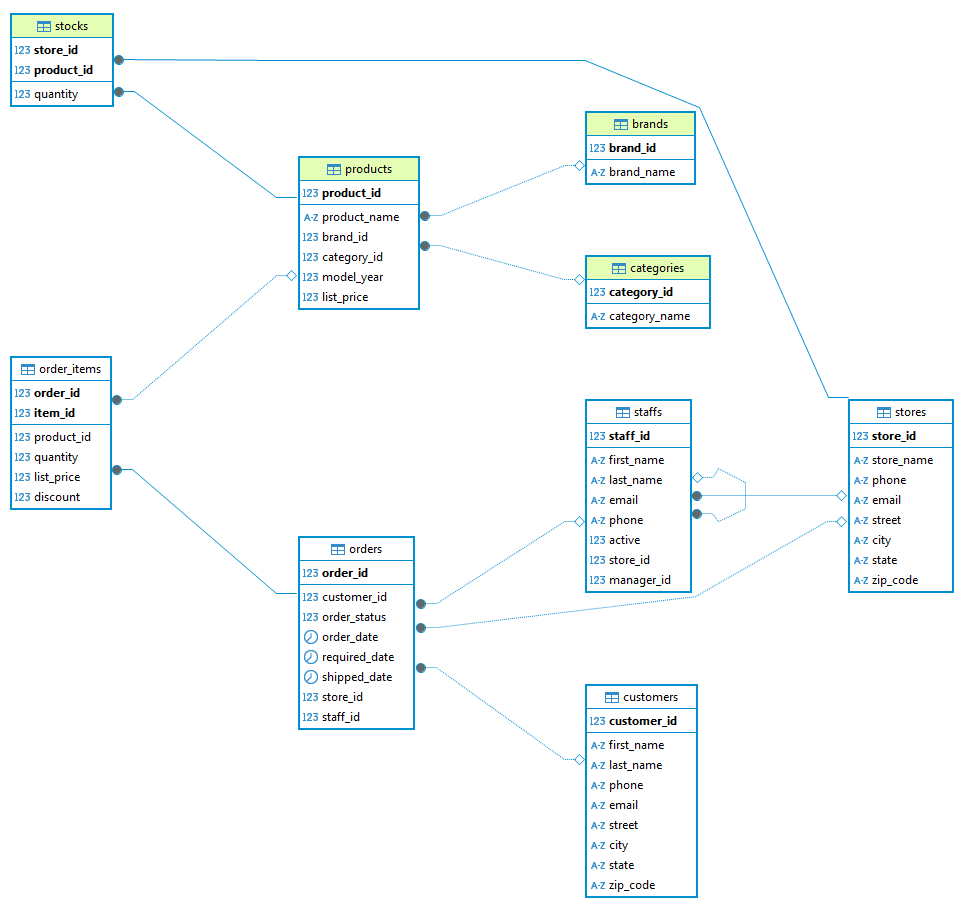 stocks
123 store_id
123 product_id
123 quantity
brands
123 brand_id
A-Z brand_name
products
123 product_id
A-Z product_name
123 brand_id
123 category_id
123 model_year
123 list_price
categories
123 category_id
A-Z category_name
order_items
123 order_id
123 item_id
123 product_id
123 quantity
123 list_price
123 discount
staffs
123 staff_id
A-Z first_name
A-Z last_name
A-Z email
A-Z phone
123 active
123 store_id
123 manager_id
stores
123 store_id
A-Z store_name
A-Z phone
A-Z email
A-Z street
A-Z city
A-Z state
A-Z zip_code
orders
123 order_id
123 customer_id
123 order_status
order_date
required_date
shipped_date
123 store_id
123 staff_id
customers
123 customer_id
A-Z first_name
A-Z last_name
A-Z phone
A-Z email
A-Z street
A-Z city
A-Z state
A-Z zip_code